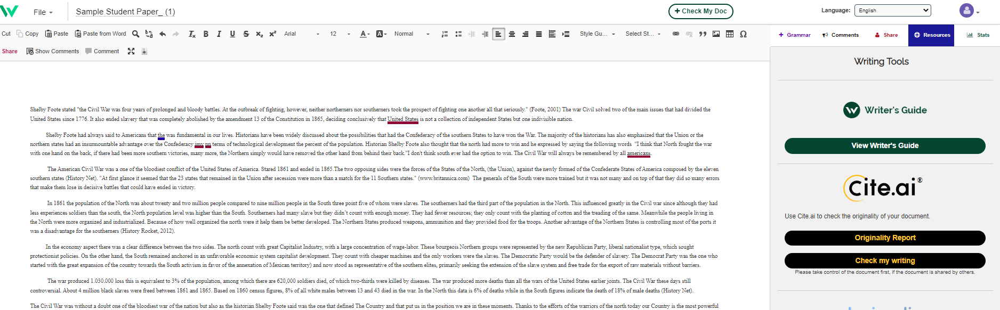 File
Sample Student Paper_ (1)
+ Check My Doc
Language: English
Cut Copy Paste Paste from Word Arial 12 Normal Style Gu... Select St...
+ Grammar Comments Share Resources Stats
Share Show Comments Comment
Writing Tools
Writer's Guide
View Writer's Guide
Cite.ai®
Use Cite.ai to check the originality of your document.
Originality Report
Check my writing
Please take control of the document first, if the document is shared by others.
Shelby Foote stated "the Civil War was four years of prolonged and bloody battles. At the outbreak of fighting, however, neither northerners nor southerners took the prospect of fighting one another all that seriously." (Foote, 2001) The war Civil solved two of the main issues that had divided the
United States since 1776. It also ended slavery that was completely abolished by the amendment 13 of the Constitution in 1865, deciding conclusively that United States is not a collection of independent States but one indivisible nation.
Shelby Foote had always said to Americans that the was fundamental in our lives. Historians have been widely discussed about the possibilities that had the Confederacy of the southern States to have won the War. The majority of the historians has also emphasized that the Union or the
northern states had an insurmountable advantage over the Confederacy imy pn terms of technological development the percent of the population. Historian Shelby Foote also thought that the north had more to win and he expressed by saying the following words "I think that North fought the war
with one hand on the back, if there had been more southern victories, many more, the Northern simply would have removed the other hand from behind their back."I don't think south ever had the option to win. The Civil War will always be remembered by all americans.
The American Civil War was a one of the bloodiest conflict of the United States of America. Stared 1861 and ended in 1865.The two opposing sides were the forces of the States of the North, (the Union), against the newly formed of the Confederate States of America composed by the eleven
southern states (History Net). "At first glance it seemed that the 23 states that remained in the Union after secession were more than a match for the 11 Southern states." (www.britannica.com) The generals of the South were more trained but it was not many and on top of that they did so many errors
that make them lose in decisive battles that could have ended in victory.
In 1861 the population of the North was about twenty and two million people compared to nine million people in the South three point five of whom were slaves. The southerners had the third part of the population in the North. This influenced greatly in the Civil war since although they had
less experiences soldiers than the south, the North population level was higher than the South. Southerners had many slave but they didn't count with enough money. They had fewer resources; they only count with the planting of cotton and the treading of the same. Meanwhile the people living in
the North were more organized and industrialized. Because of how well organized the north were it help them be better developed. The Northern States produced weapons, ammunition and they provided food for the troops. Another advantage of the Northern States is controlling most of the ports it
was a disadvantage for the southerners (History Rocket, 2012).
In the economy aspect there was a clear difference between the two sides. The north count with great Capitalist Industry, with a large concentration of wage-labor. These bourgeois Northern groups were represented by the new Republican Party, liberal nationalist type, which sought
protectionist policies. On the other hand, the South remained anchored in an unfavorable economic system capitalist development. They count with cheaper machines and the only workers were the slaves. The Democratic Party would be the defender of slavery. The Democrat Party was the one who
started with the great expansion of the country towards the South activism in favor of the annexation of Mexican territory) and now stood as representative of the southern elites, primarily seeking the extension of the slave system and free trade for the export of raw materials without barriers.
The war produced 1.030.000 loss this is equivalent to 3% of the population, among which there are 620,000 soldiers died, of which two-thirds were killed by diseases. The war produced more deaths than all the wars of the United States earlier joints. The Civil War these days still
controversial. About 4 million black slaves were freed between 1861 and 1865. Based on 1860 census figures, 8% of all white males between 13 and 43 died in the war. In the North this data is 6% of deaths while in the South figures indicate the death of 18% of male deaths (History Net).
The Civil War was without a doubt one of the bloodiest war of the nation but also as the historian Shelby Foote said was the one that defined The Country and that put us in the position we are in these moments. Thanks to the efforts of the warriors of the north today our Country is the most powerful